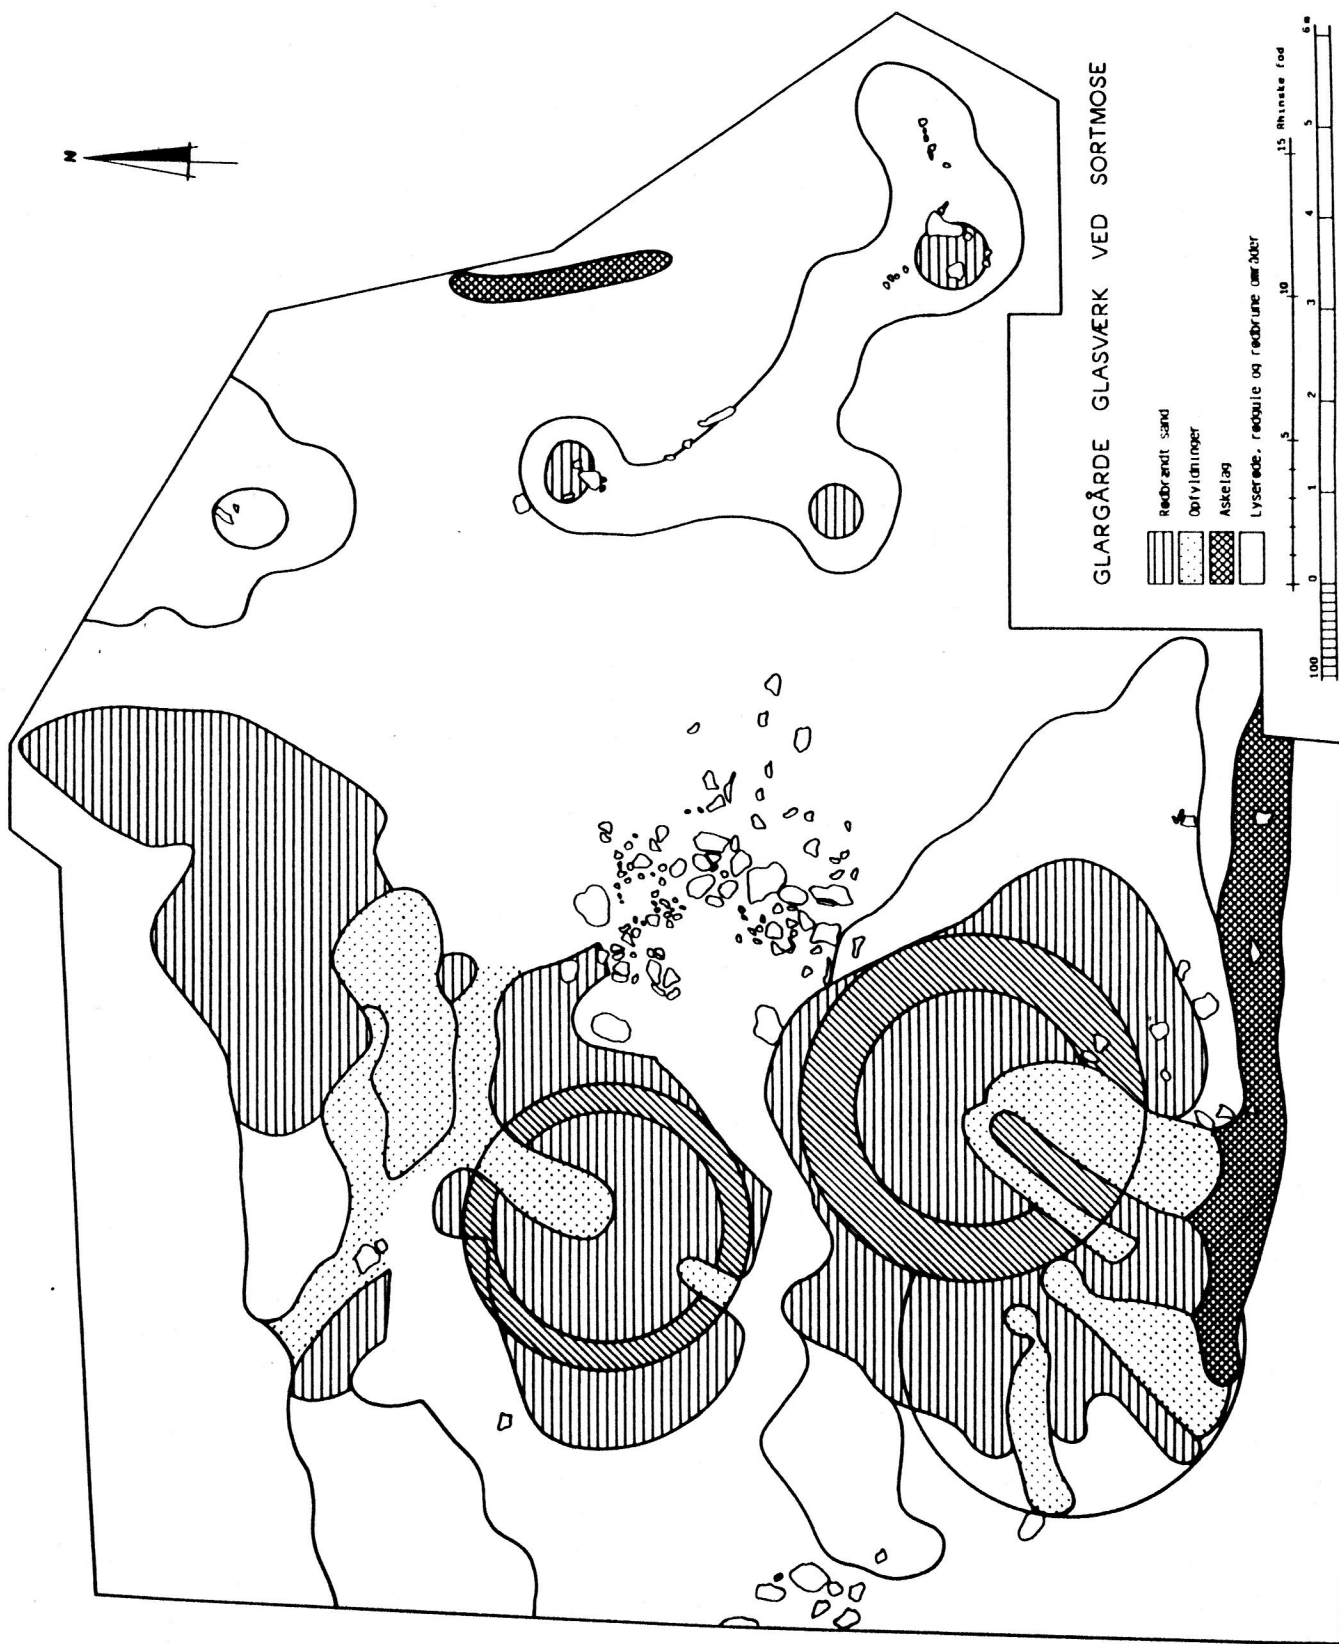 N
GLARGÅRDE GLASVÆRK VED SORTMOSE
Rødbrændt sand
Opfyldninger
Askelag
Lyserøde, rødgule og rødbrune områder
5 10 15 Rhinske fod
100 0 1 2 3 4 5 6 m